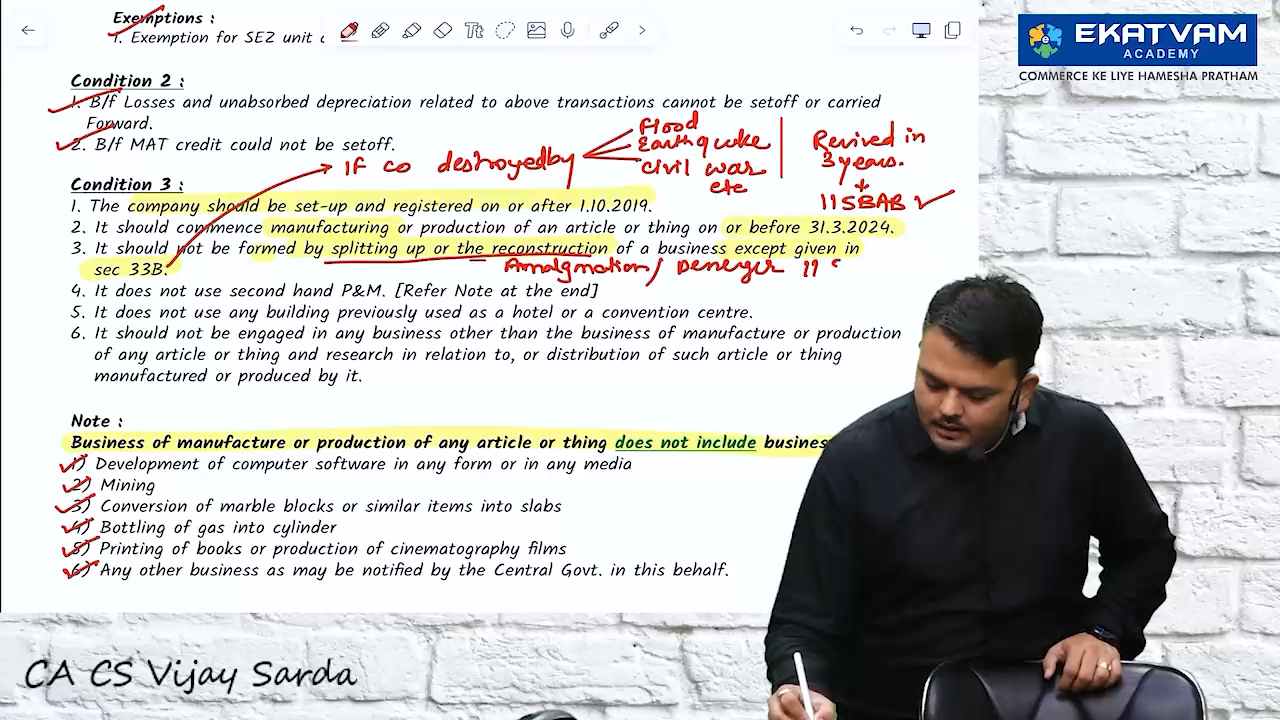 Exemptions :
1. Exemption for SEZ unit
EKATVAM
ACADEMY
COMMERCE KE LIYE HAMESHA PRATHAM
Condition 2 :
1. B/f Losses and unabsorbed depreciation related to above transactions cannot be setoff or carried
Forward.
2. B/f MAT credit could not be setoff.
If co destroyed by
Flood
Earthquke
civil war
etc
Revived in
3 years.
+
115BAB ✓
Condition 3 :
1. The company should be set-up and registered on or after 1.10.2019.
2. It should commence manufacturing or production of an article or thing on or before 31.3.2024.
3. It should not be formed by splitting up or the reconstruction of a business except given in
sec 33B.
Amalgmation/ Demerger
4. It does not use second hand P&M. [Refer Note at the end]
5. It does not use any building previously used as a hotel or a convention centre.
6. It should not be engaged in any business other than the business of manufacture or production
of any article or thing and research in relation to, or distribution of such article or thing
manufactured or produced by it.
Note :
Business of manufacture or production of any article or thing does not include
1) Development of computer software in any form or in any media
2) Mining
3) Conversion of marble blocks or similar items into slabs
4) Bottling of gas into cylinder
5) Printing of books or production of cinematography films
6) Any other business as may be notified by the Central Govt. in this behalf.
CA CS Vijay Sarda